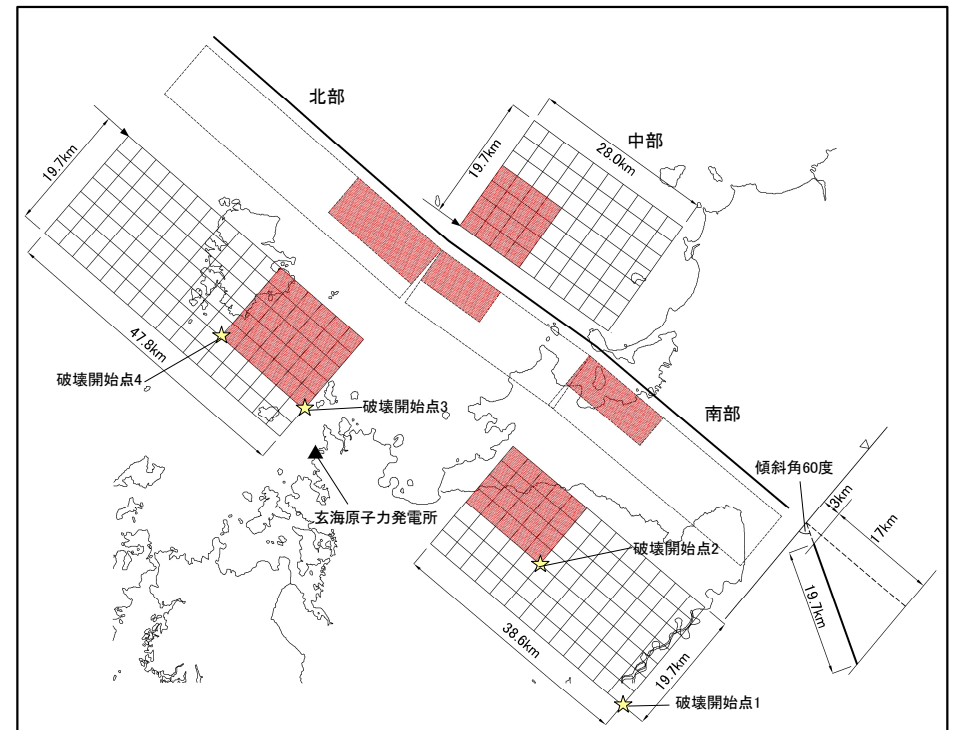 北部
中部
19.7km
28.0km
19.7km
47.8km
破壊開始点4
破壊開始点3
南部
傾斜角60度
3km
17km
玄海原子力発電所
破壊開始点2
19.7km
38.6km
19.7km
破壊開始点1